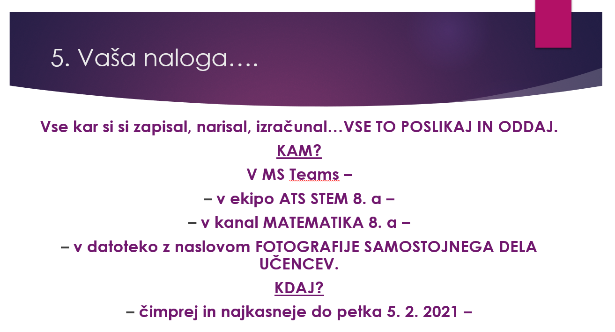 5. Vaša naloga….
Vse kar si si zapisal, narisal, izračunal…VSE TO POSLIKAJ IN ODDAJ.
KAM?
V MS Teams –
– v ekipo ATS STEM 8. a –
– v kanal MATEMATIKA 8. a –
– v datoteko z naslovom FOTOGRAFIJE SAMOSTOJNEGA DELA
UČENCEV.
KDAJ?
– čimprej in najkasneje do petka 5. 2. 2021 –